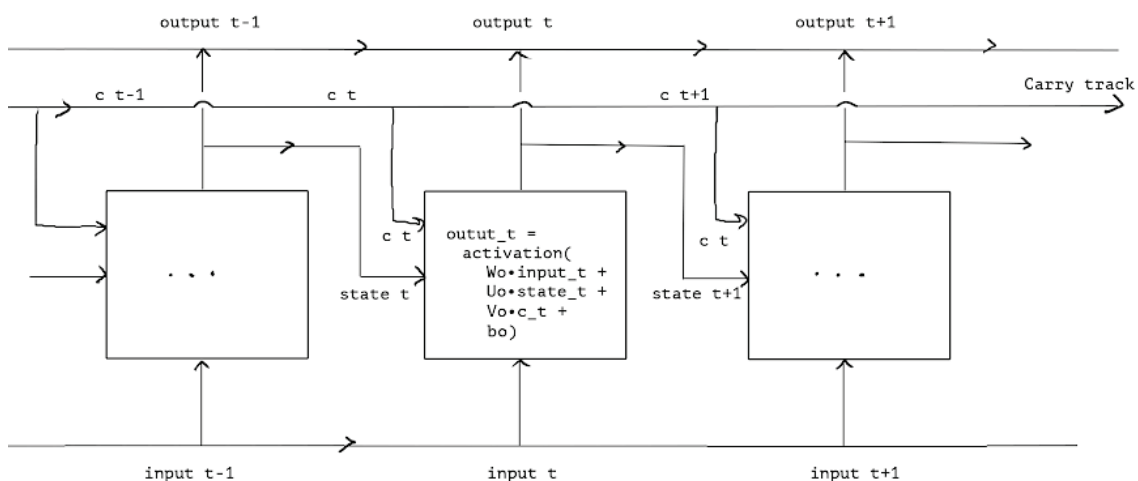 output t-1
output t
output t+1
c t-1
c t
c t+1
Carry track
c t
c t
outut_t =
activation(
Wo•input_t +
Uo•state_t +
Vo•c_t +
bo)
. . .
. . .
state t
state t+1
input t-1
input t
input t+1